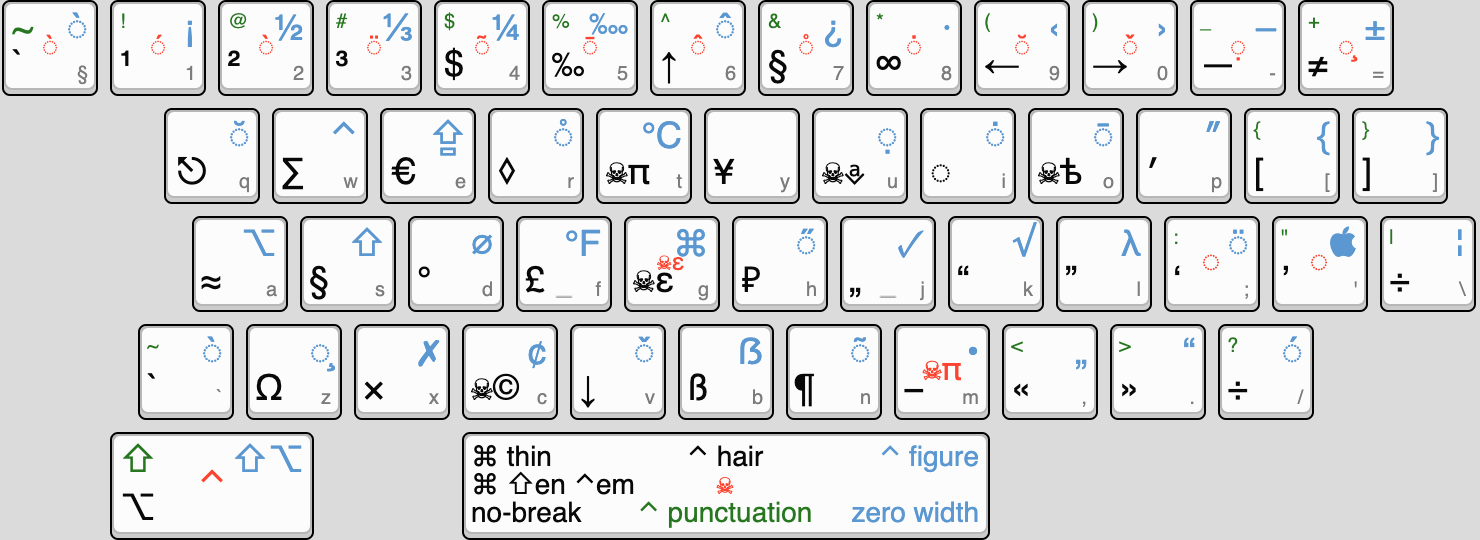 ~ ◌̀ ◌̀ ` §
! ◌́ ¡ 1 1
@ ◌̀ ½ 2 2
# ◌̈ ⅓ 3 3
$ ◌̃ ¼ $ 4
% ◌̄ ‱ ‰ 5
^ ◌̂ ◌̂ ↑ 6
& ◌̊ ¿ § 7
* ◌̇ · ∞ 8
( ◌̆ ‹ ← 9
) ◌̌ › → 0
_ ◌̣ – — -
+ ◌̧ ± ≠ =
◌̆ ⎋ q
^ ∑ w
⇪ € e
◌̊ ◊ r
°C ☠π t
¥ y
◌̣ ☠ u
◌̇ ◌ i
◌̄ ☠ѣ o
″ ′ p
{ { [ [
} } ] ]
⌥ ≈ a
⇧ § s
⌀ ° d
°F £ _ f
⌘ ☠ε ☠ε g
◌̋ ₽ h
✓ „ _ j
√ “ k
λ ” l
: ◌ ◌̈ ‘ ;
" ◌  ’ '
| ¦ ÷ \
~ ◌̀ ` `
◌̧ Ω z
✗ × x
¢ ☠© c
◌̌ ↓ v
ẞ ß b
◌̃ ¶ n
• ☠π – m
< ” « ,
> “ » .
? ◌́ ÷ /
⇧ ^ ⇧⌥
⌥
⌘ thin ^ hair ^ figure
⌘ ⇧en ^em ☠
no-break ^ punctuation zero width